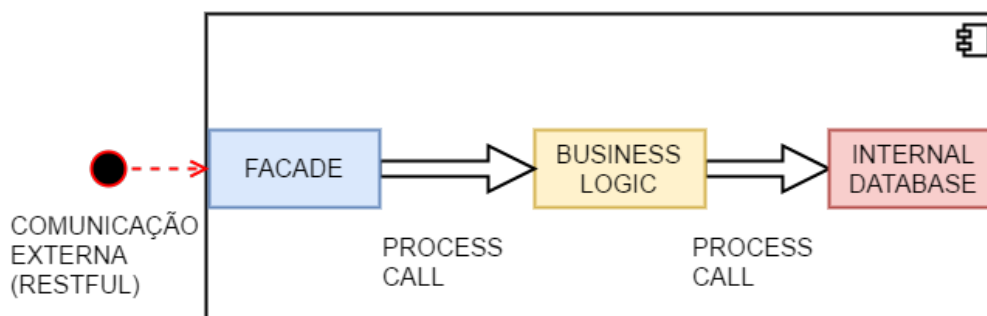 FACADE
BUSINESS
LOGIC
INTERNAL
DATABASE
COMUNICAÇÃO
EXTERNA
(RESTFUL)
PROCESS
CALL
PROCESS
CALL